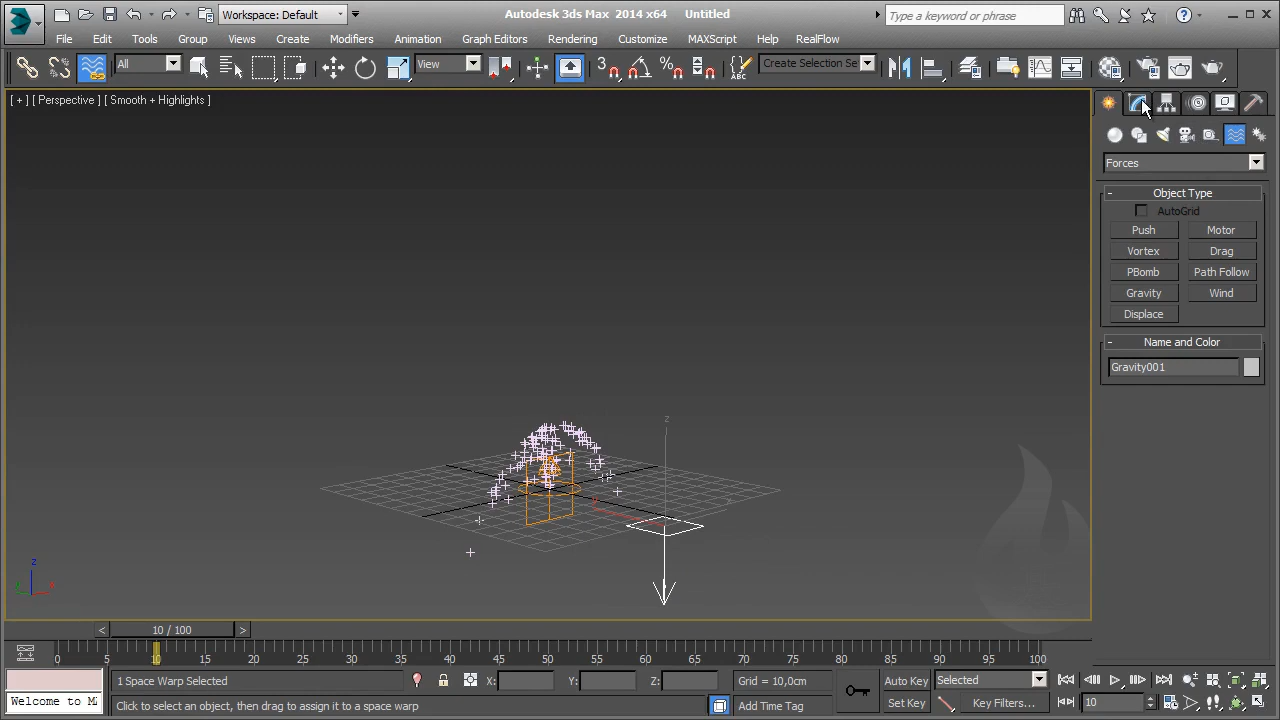 Workspace: Default
Autodesk 3ds Max 2014 x64 Untitled
Type a keyword or phrase
File Edit Tools Group Views Create Modifiers Animation Graph Editors Rendering Customize MAXScript Help RealFlow
All
View
3
Create Selection Se
[ + ] [ Perspective ] [ Smooth + Highlights ]
Forces
- Object Type
AutoGrid
Push Motor
Vortex Drag
PBomb Path Follow
Gravity Wind
Displace
- Name and Color
Gravity001
z
z
< 10 / 100 >
0 5 10 15 20 25 30 35 40 45 50 55 60 65 70 75 80 85 90 95 100
1 Space Warp Selected
X: Y: Z:
Grid = 10,0cm
Auto Key
Selected
Welcome to M
Click to select an object, then drag to assign it to a space warp
Add Time Tag
Set Key
Key Filters...
10